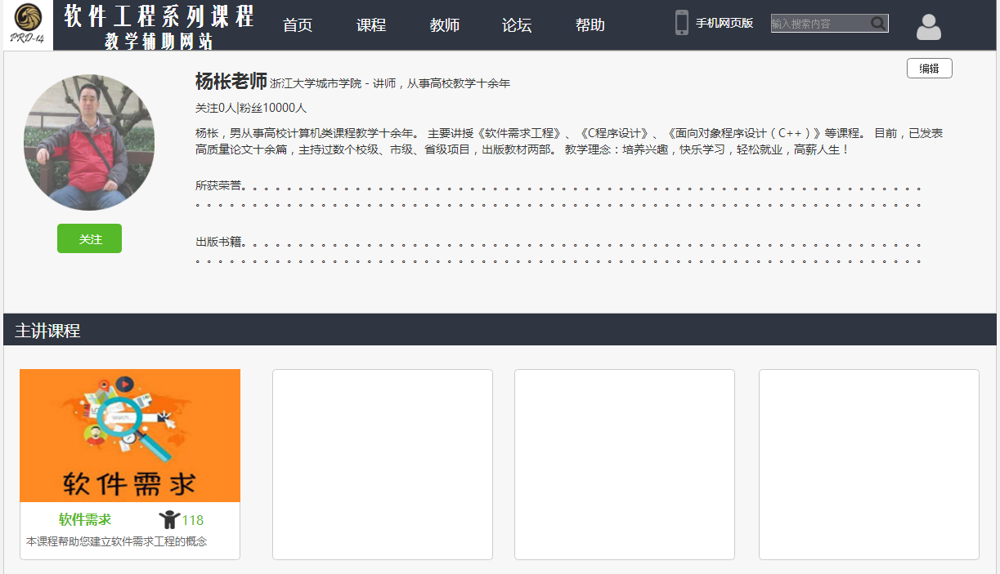 PRD-14
软件工程系列课程
教学辅助网站
首页 课程 教师 论坛 帮助 手机网页版 输入搜索内容
编辑
杨枨老师 浙江大学城市学院 - 讲师，从事高校教学十余年
关注0人|粉丝10000人
杨枨，男从事高校计算机类课程教学十余年。 主要讲授《软件需求工程》、《C程序设计》、《面向对象程序设计（C++）》等课程。 目前，已发表
高质量论文十余篇，主持过数个校级、市级、省级项目，出版教材两部。 教学理念：培养兴趣，快乐学习，轻松就业，高薪人生！
所获荣誉。。。。。。。。。。。。。。。。。。。。。。。。。。。。。。。。。。。。。。。。。。。。。。。。。。。。。。。。。。。。
。。。。。。。。。。。。。。。。。。。。。。。。。。。。。。。。。。。。。。。。。。。。。。。。。。。。。。。。。。。。。。。。
关注
出版书籍。。。。。。。。。。。。。。。。。。。。。。。。。。。。。。。。。。。。。。。。。。。。。。。。。。。。。。。。。。。。
。。。。。。。。。。。。。。。。。。。。。。。。。。。。。。。。。。。。。。。。。。。。。。。。。。。。。。。。。。。。。。。。
主讲课程
search...
软件需求
软件需求 118
本课程帮助您建立软件需求工程的概念